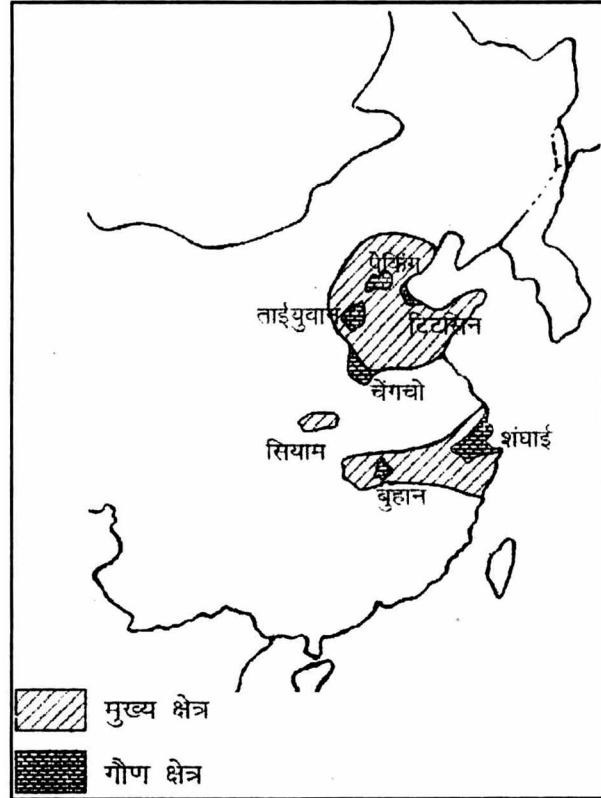 पेकिंग
ताईयुवान
टिटसिन
चेंगचो
सियाम
शंघाई
बुहान
मुख्य क्षेत्र
गौण क्षेत्र